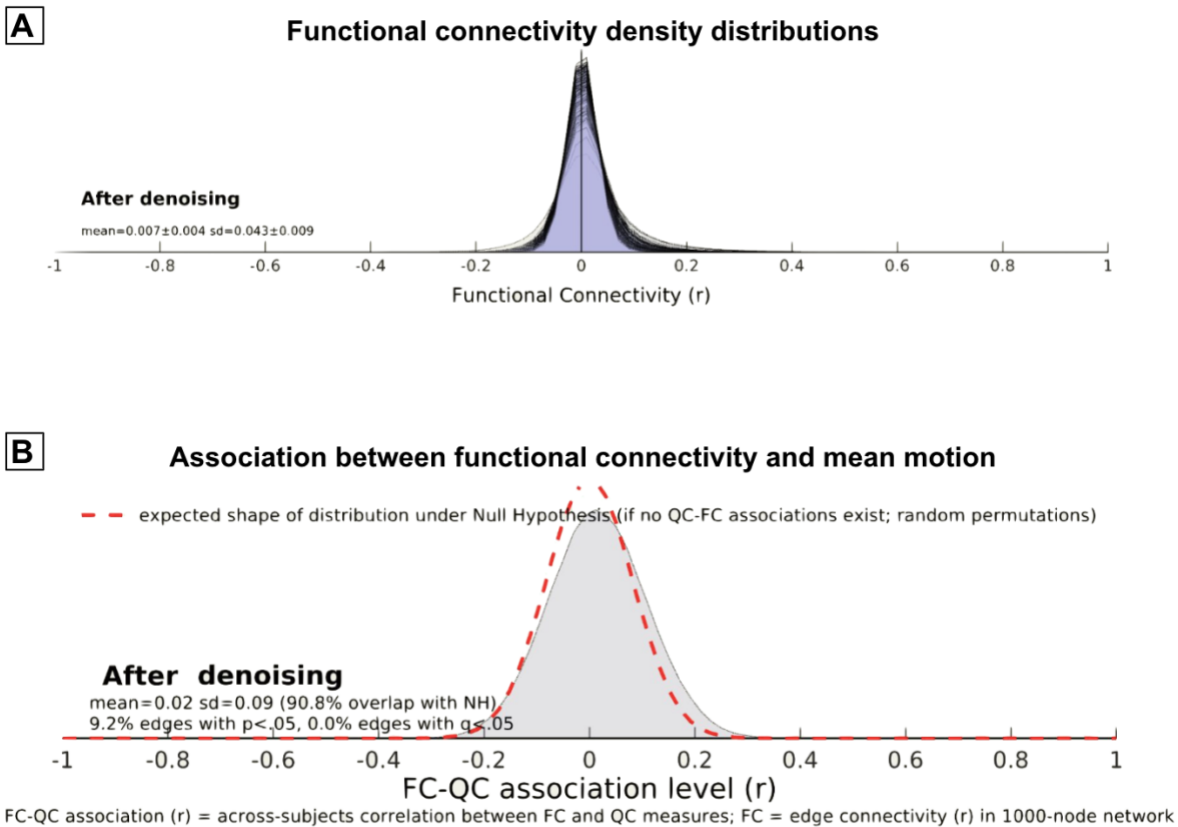 A
Functional connectivity density distributions
After denoising
mean=0.007±0.004 sd=0.043±0.009
-1 -0.8 -0.6 -0.4 -0.2 0 0.2 0.4 0.6 0.8 1
Functional Connectivity (r)
B
Association between functional connectivity and mean motion
expected shape of distribution under Null Hypothesis (if no QC-FC associations exist; random permutations)
After denoising
mean=0.02 sd=0.09 (90.8% overlap with NH)
9.2% edges with p<.05, 0.0% edges with q<.05
-1 -0.8 -0.6 -0.4 -0.2 0 0.2 0.4 0.6 0.8 1
FC-QC association level (r)
FC-QC association (r) = across-subjects correlation between FC and QC measures; FC = edge connectivity (r) in 1000-node network